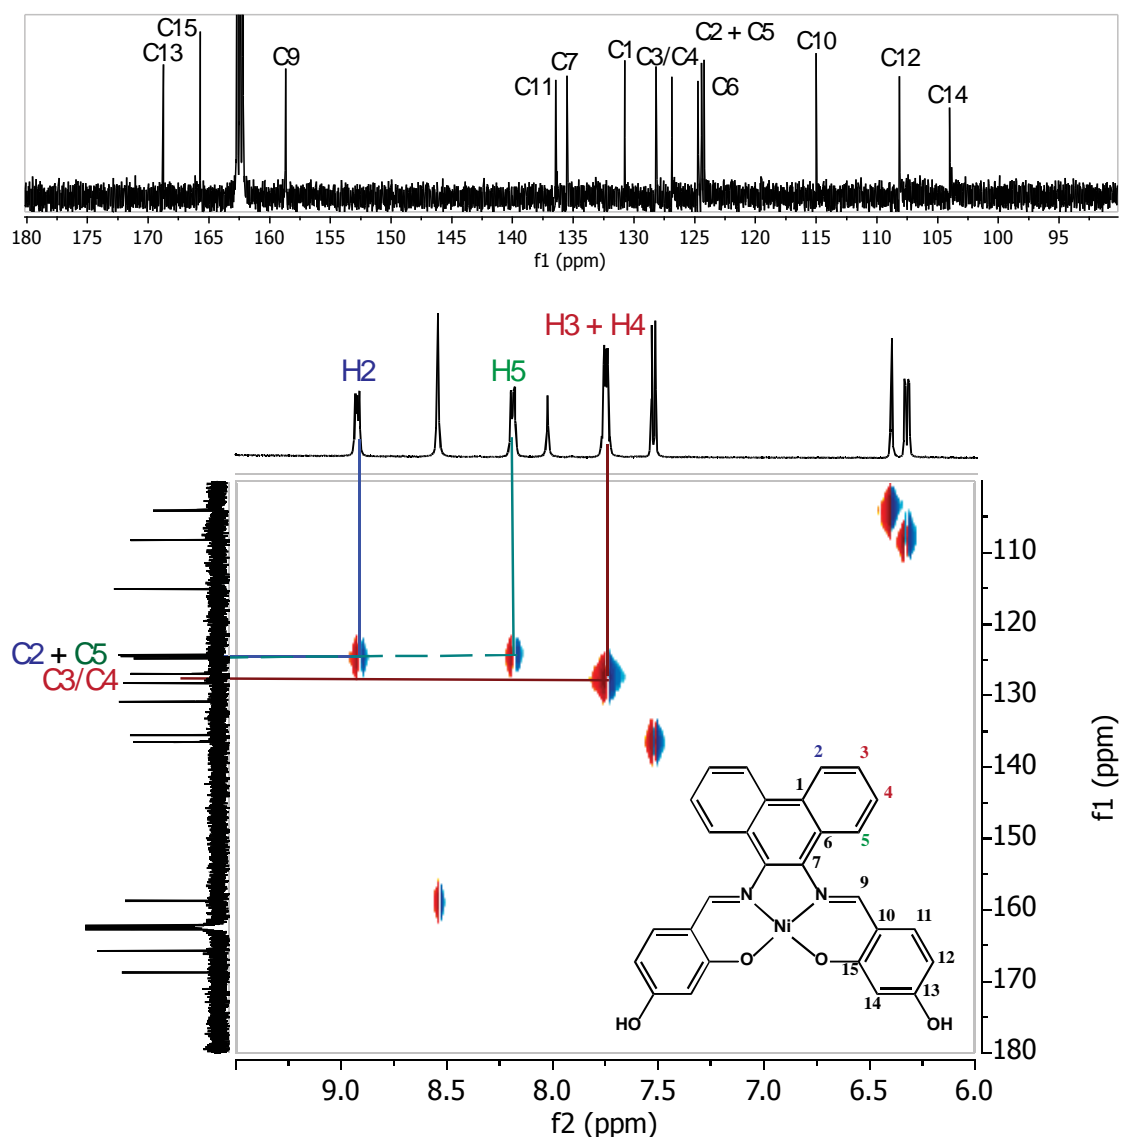 C15
C13
C9
C7
C11
C1
C3/C4
C2 + C5
C6
C10
C12
C14
180 175 170 165 160 155 150 145 140 135 130 125 120 115 110 105 100 95
f1 (ppm)
H3 + H4
H2
H5
C2 + C5
C3/C4
110
120
130
140
150
160
170
180
f1 (ppm)
2
3
1
4
6
5
7
N
N
9
10
11
Ni
12
O
O
15
13
14
HO
OH
9.0 8.5 8.0 7.5 7.0 6.5 6.0
f2 (ppm)